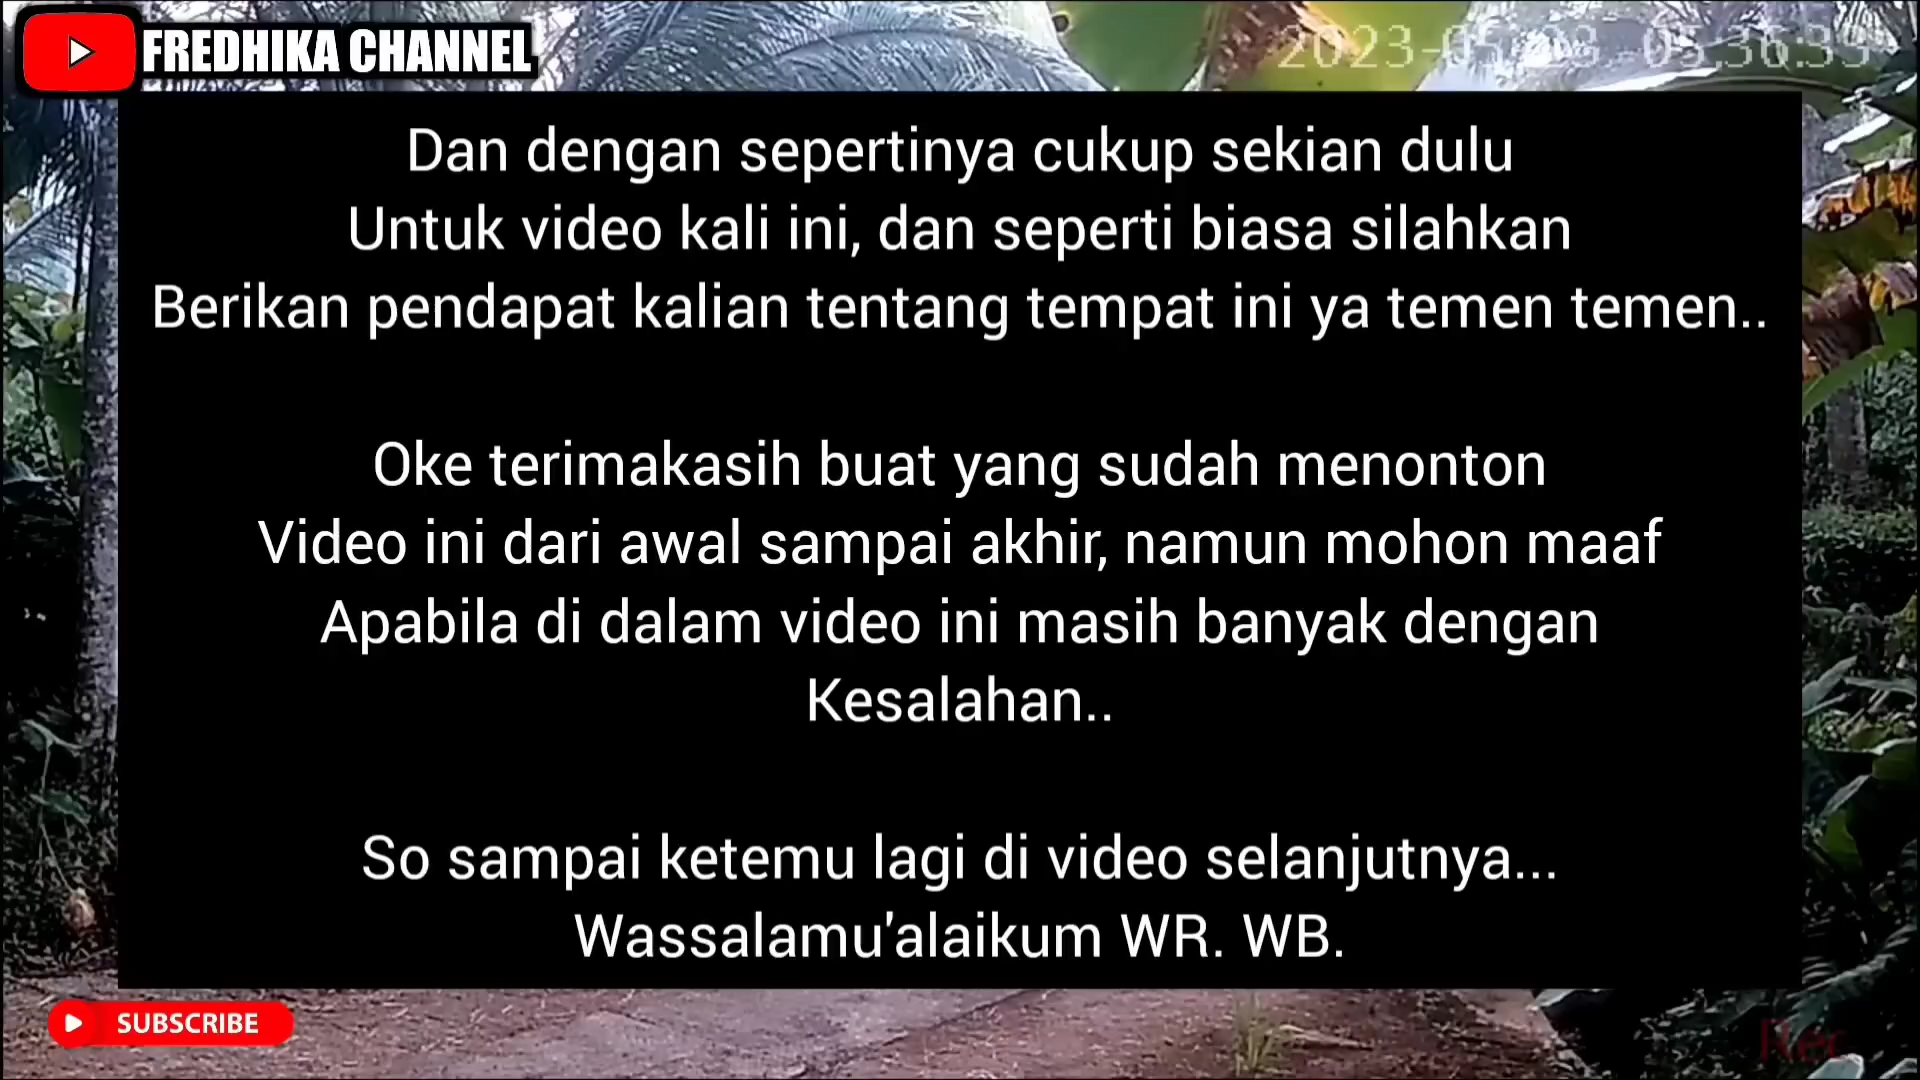 FREDHIKA CHANNEL
Dan dengan sepertinya cukup sekian dulu
Untuk video kali ini, dan seperti biasa silahkan
Berikan pendapat kalian tentang tempat ini ya temen temen..
Oke terimakasih buat yang sudah menonton
Video ini dari awal sampai akhir, namun mohon maaf
Apabila di dalam video ini masih banyak dengan
Kesalahan..
So sampai ketemu lagi di video selanjutnya...
Wassalamu'alaikum WR. WB.
SUBSCRIBE
Rec